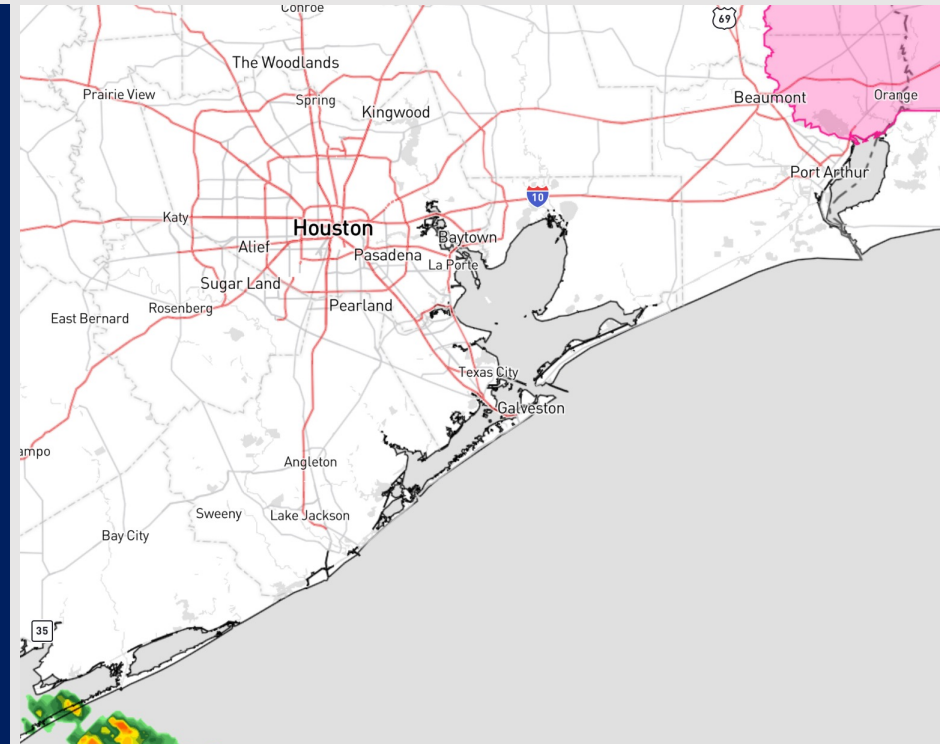 Conroe
69
The Woodlands
Prairie View
Spring
Kingwood
Beaumont
Orange
Port Arthur
10
Katy
Houston
Alief
Baytown
Pasadena
La Porte
Sugar Land
Rosenberg
Pearland
East Bernard
Texas City
Galveston
ampo
Angleton
Sweeny
Lake Jackson
Bay City
35